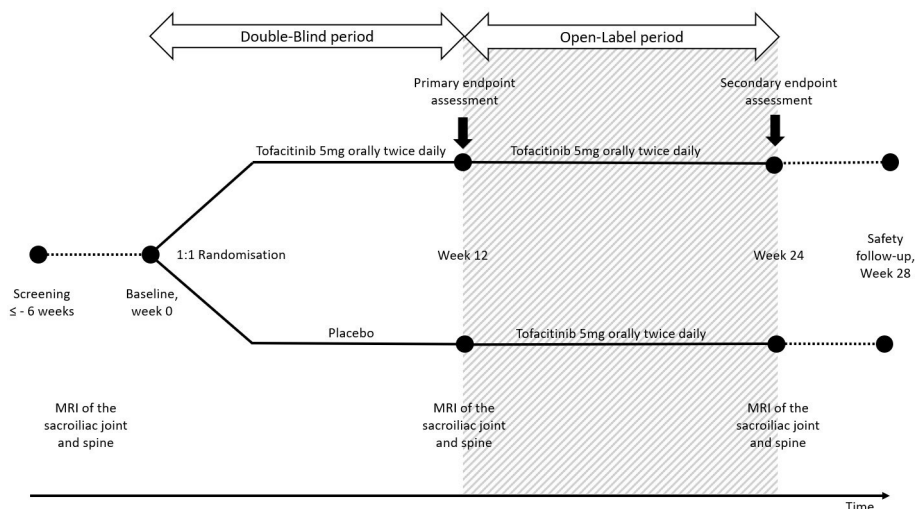 Double-Blind period
Open-Label period
Primary endpoint
assessment
Secondary endpoint
assessment
Tofacitinib 5mg orally twice daily
Tofacitinib 5mg orally twice daily
1:1 Randomisation
Week 12
Week 24
Safety
follow-up,
Week 28
Screening
≤ - 6 weeks
Baseline,
week 0
Placebo
Tofacitinib 5mg orally twice daily
MRI of the
sacroiliac joint
and spine
MRI of the
sacroiliac joint
and spine
MRI of the
sacroiliac joint
and spine
Time